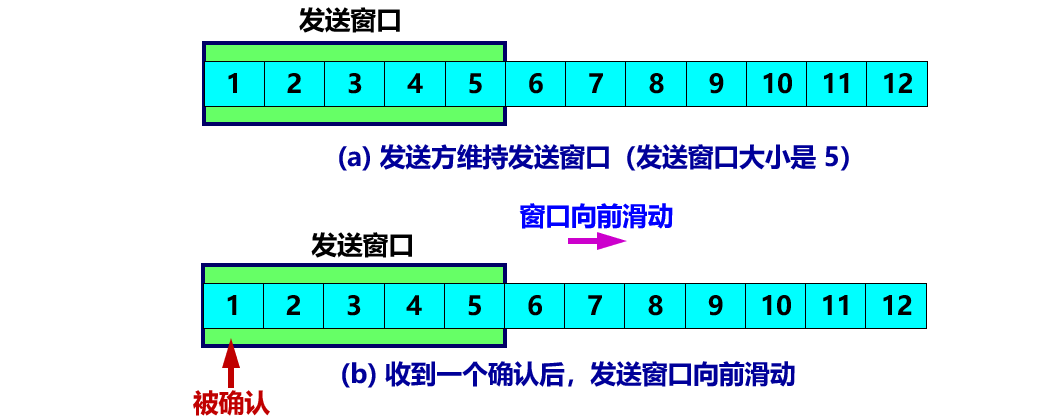 发送窗口
1 2 3 4 5 6 7 8 9 10 11 12
(a) 发送方维持发送窗口（发送窗口大小是 5）
窗口向前滑动
发送窗口
1 2 3 4 5 6 7 8 9 10 11 12
(b) 收到一个确认后，发送窗口向前滑动
被确认